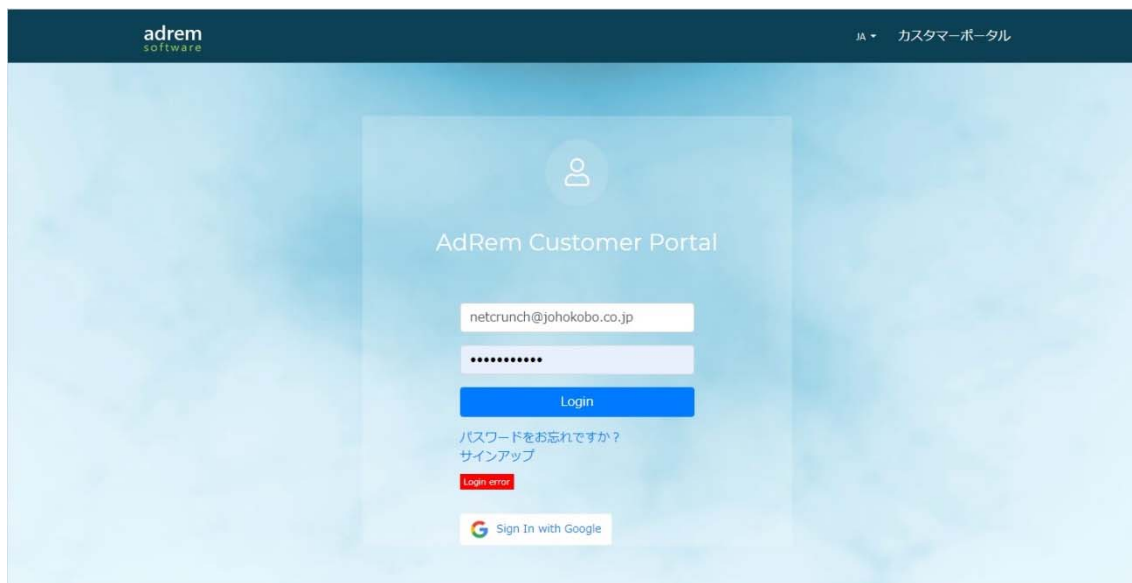 adrem
software
JA
カスタマーポータル
AdRem Customer Portal
netcrunch@johokobo.co.jp
•••••••••••
Login
パスワードをお忘れですか？
サインアップ
Login error
Sign In with Google